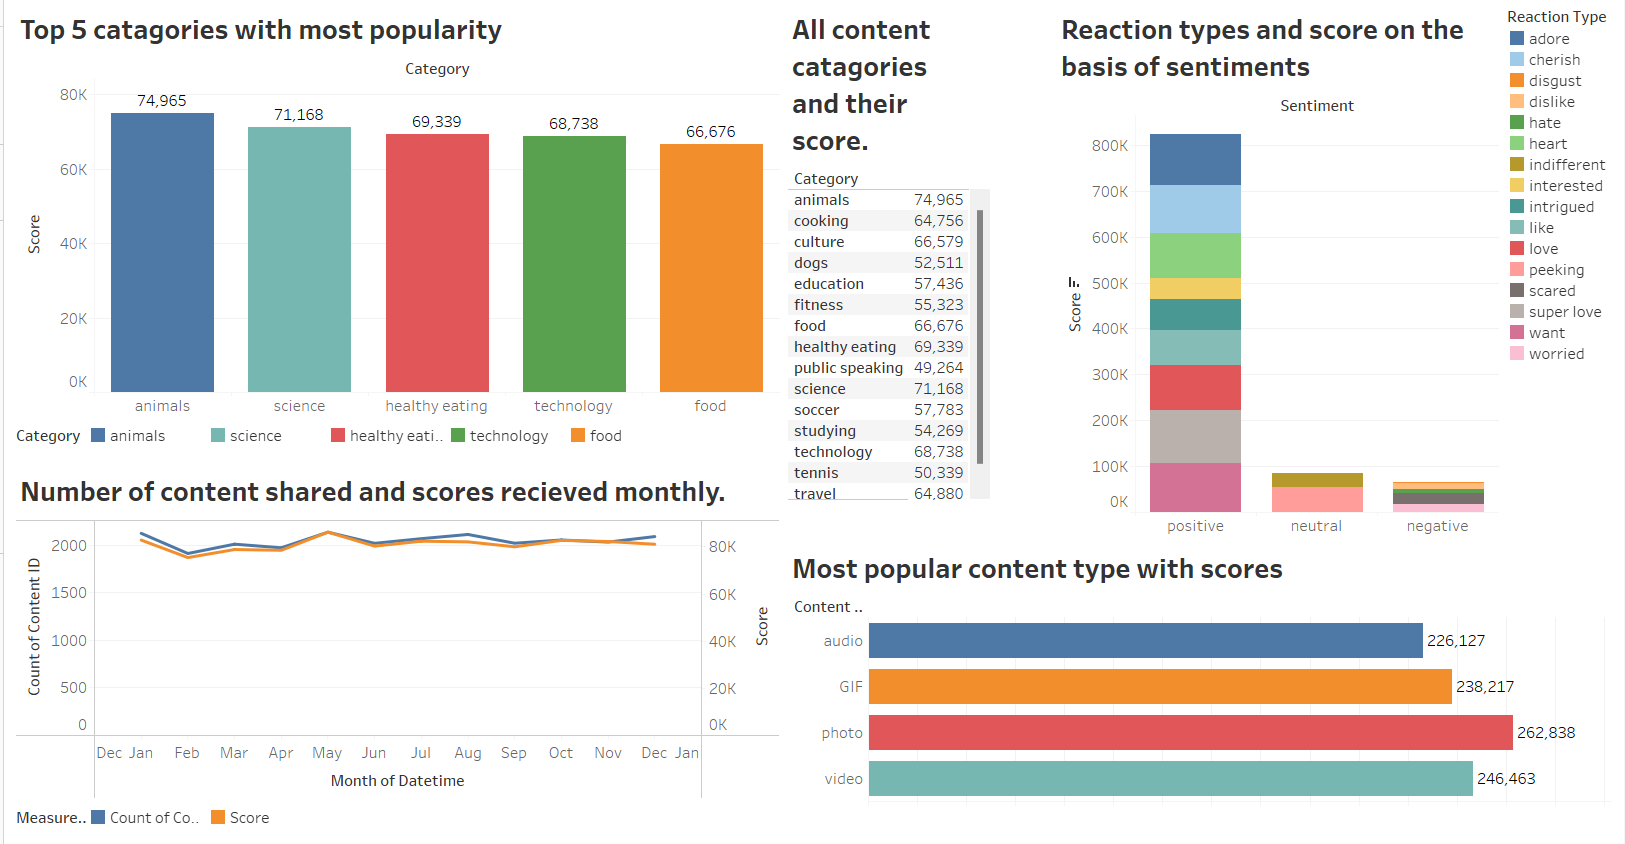 Top 5 catagories with most popularity
Category
80K
60K
40K
20K
0K
Score
74,965
71,168
69,339
68,738
66,676
animals
science
healthy eating
technology
food
Category
animals
science
healthy eati..
technology
food
All content
catagories
and their
score.
Category
animals 74,965
cooking 64,756
culture 66,579
dogs 52,511
education 57,436
fitness 55,323
food 66,676
healthy eating 69,339
public speaking 49,264
science 71,168
soccer 57,783
studying 54,269
technology 68,738
tennis 50,339
travel 64,880
Reaction types and score on the
basis of sentiments
Sentiment
800K
700K
600K
500K
400K
300K
200K
100K
0K
Score
positive
neutral
negative
Reaction Type
adore
cherish
disgust
dislike
hate
heart
indifferent
interested
intrigued
like
love
peeking
scared
super love
want
worried
Number of content shared and scores recieved monthly.
2000
1500
1000
500
0
Count of Content ID
80K
60K
40K
20K
0K
Score
Dec Jan Feb Mar Apr May Jun Jul Aug Sep Oct Nov Dec Jan
Month of Datetime
Measure.. Count of Co.. Score
Most popular content type with scores
Content ..
audio 226,127
GIF 238,217
photo 262,838
video 246,463